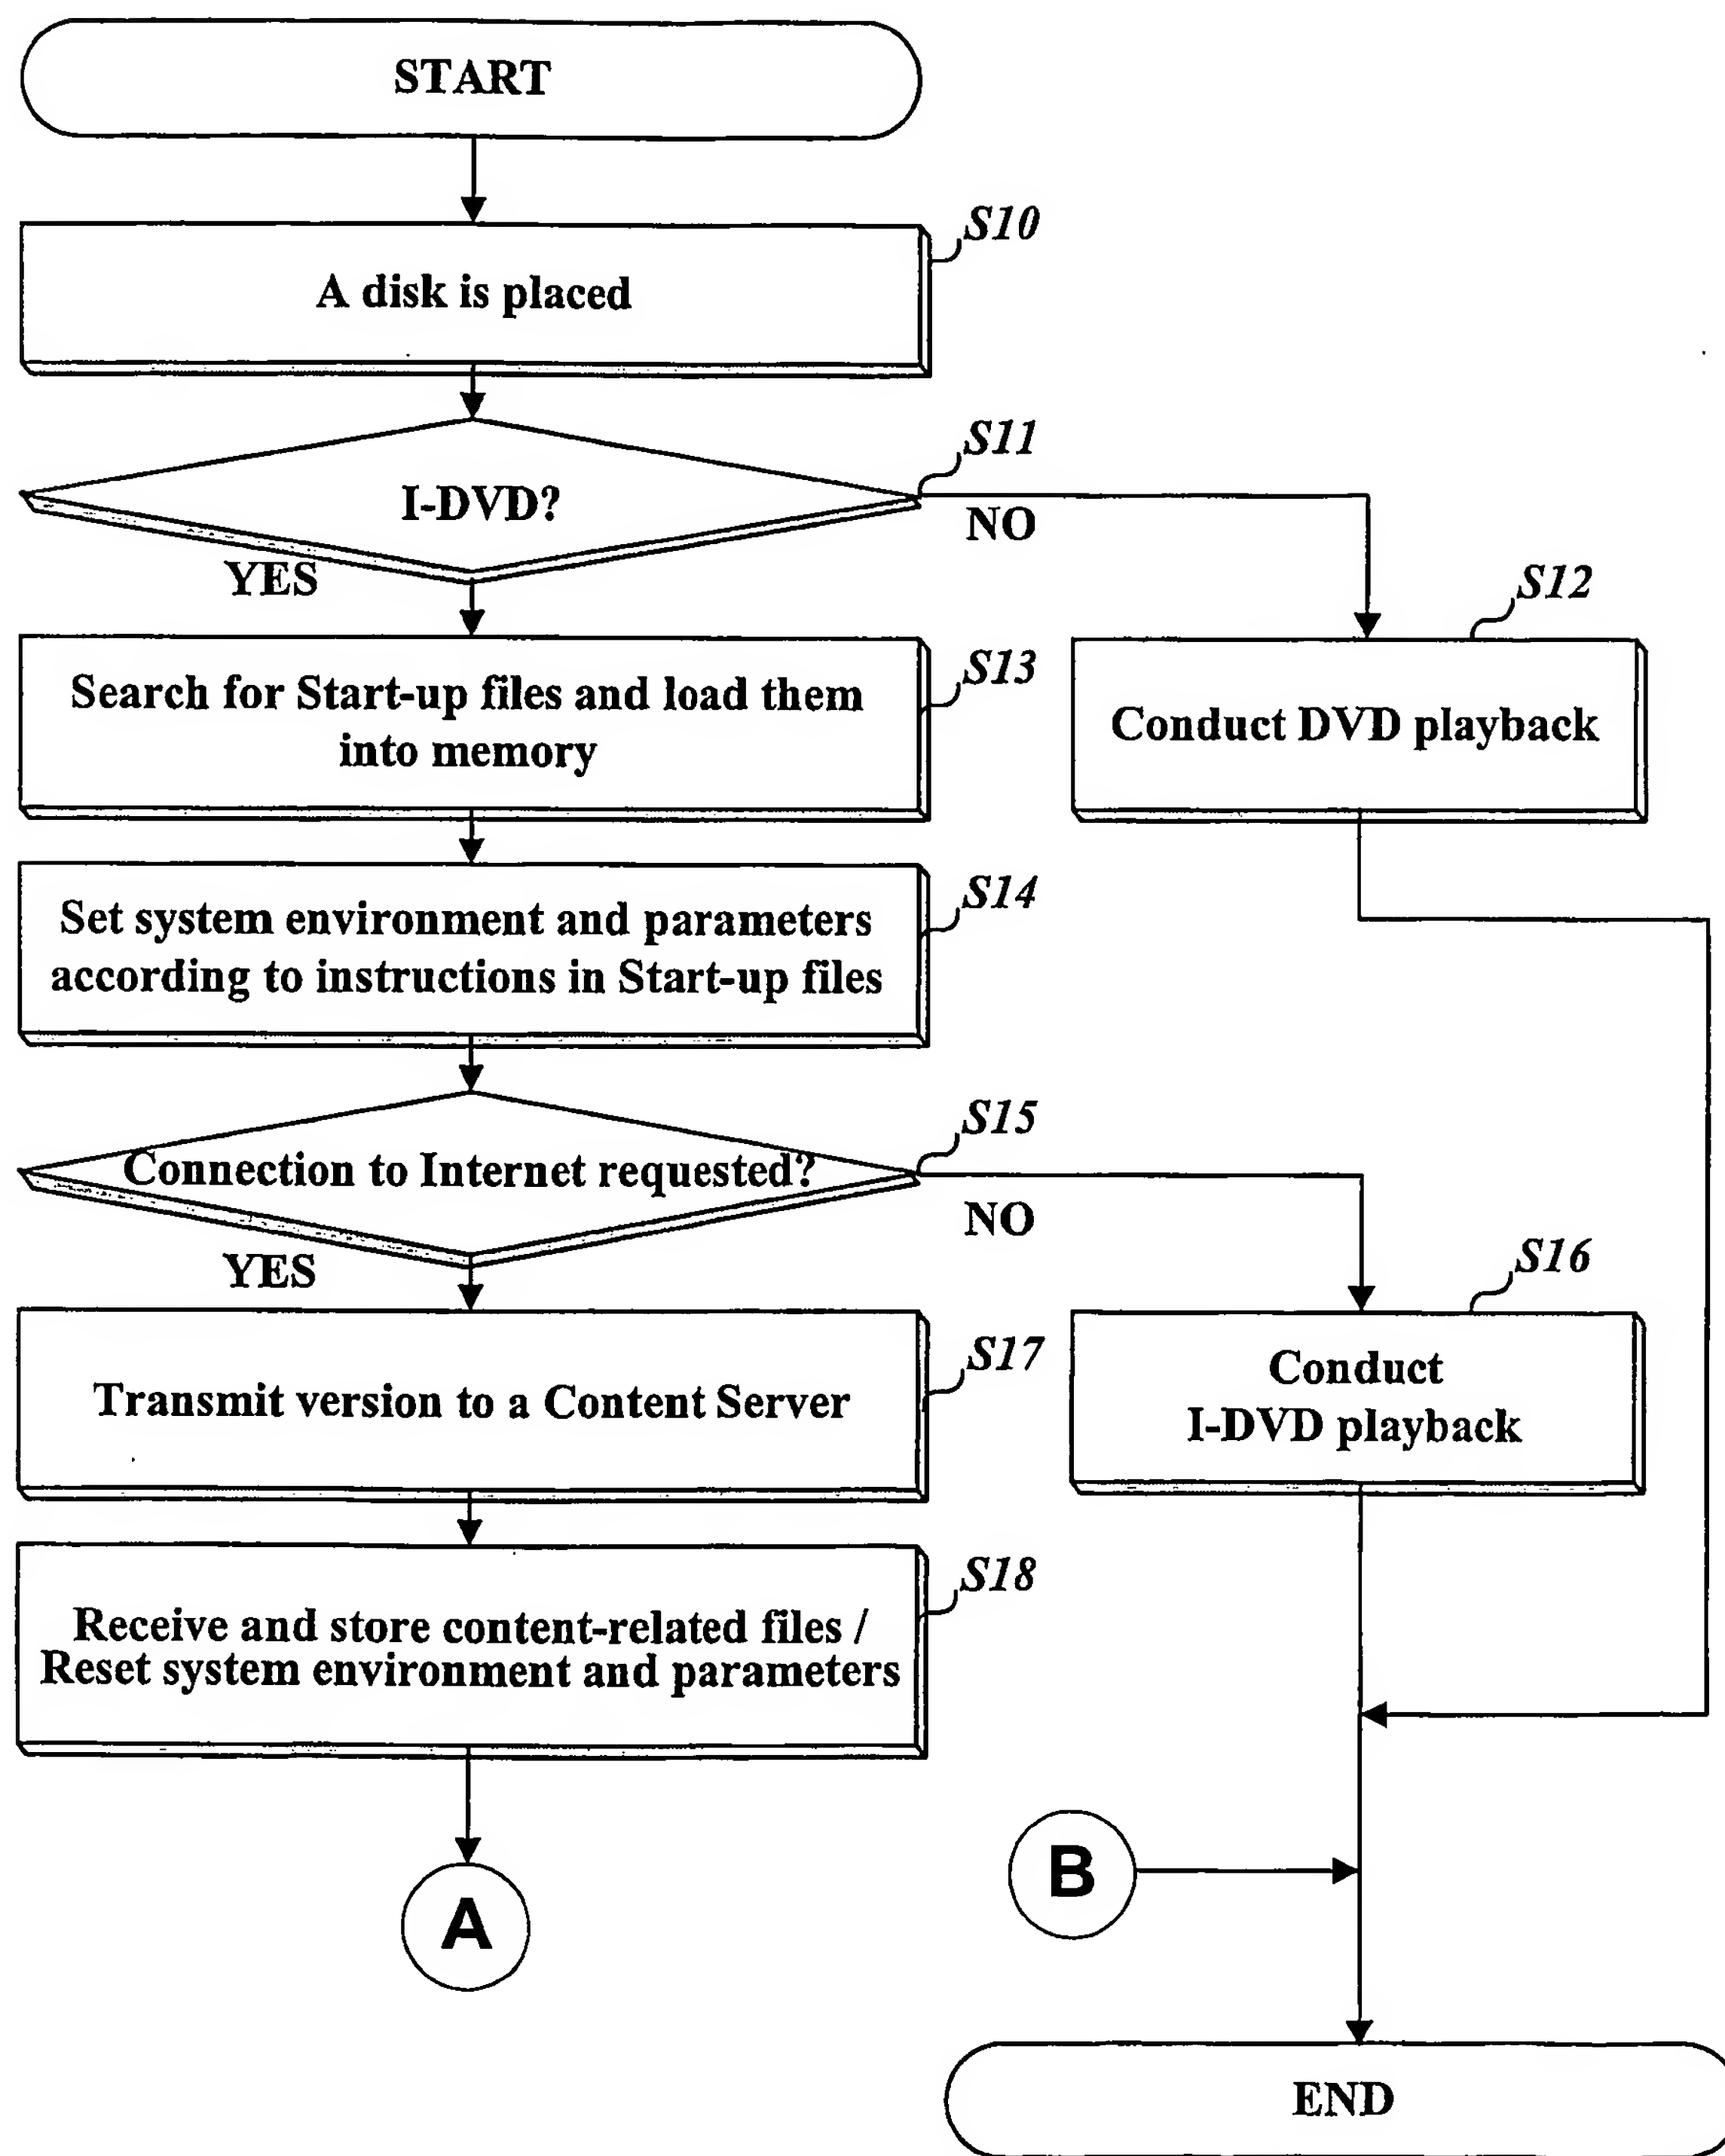 START
S10
A disk is placed
S11
I-DVD?
NO
YES
S12
S13
Search for Start-up files and load them
into memory
Conduct DVD playback
S14
Set system environment and parameters
according to instructions in Start-up files
S15
Connection to Internet requested?
NO
YES
S16
S17
Transmit version to a Content Server
Conduct
I-DVD playback
S18
Receive and store content-related files /
Reset system environment and parameters
B
A
END